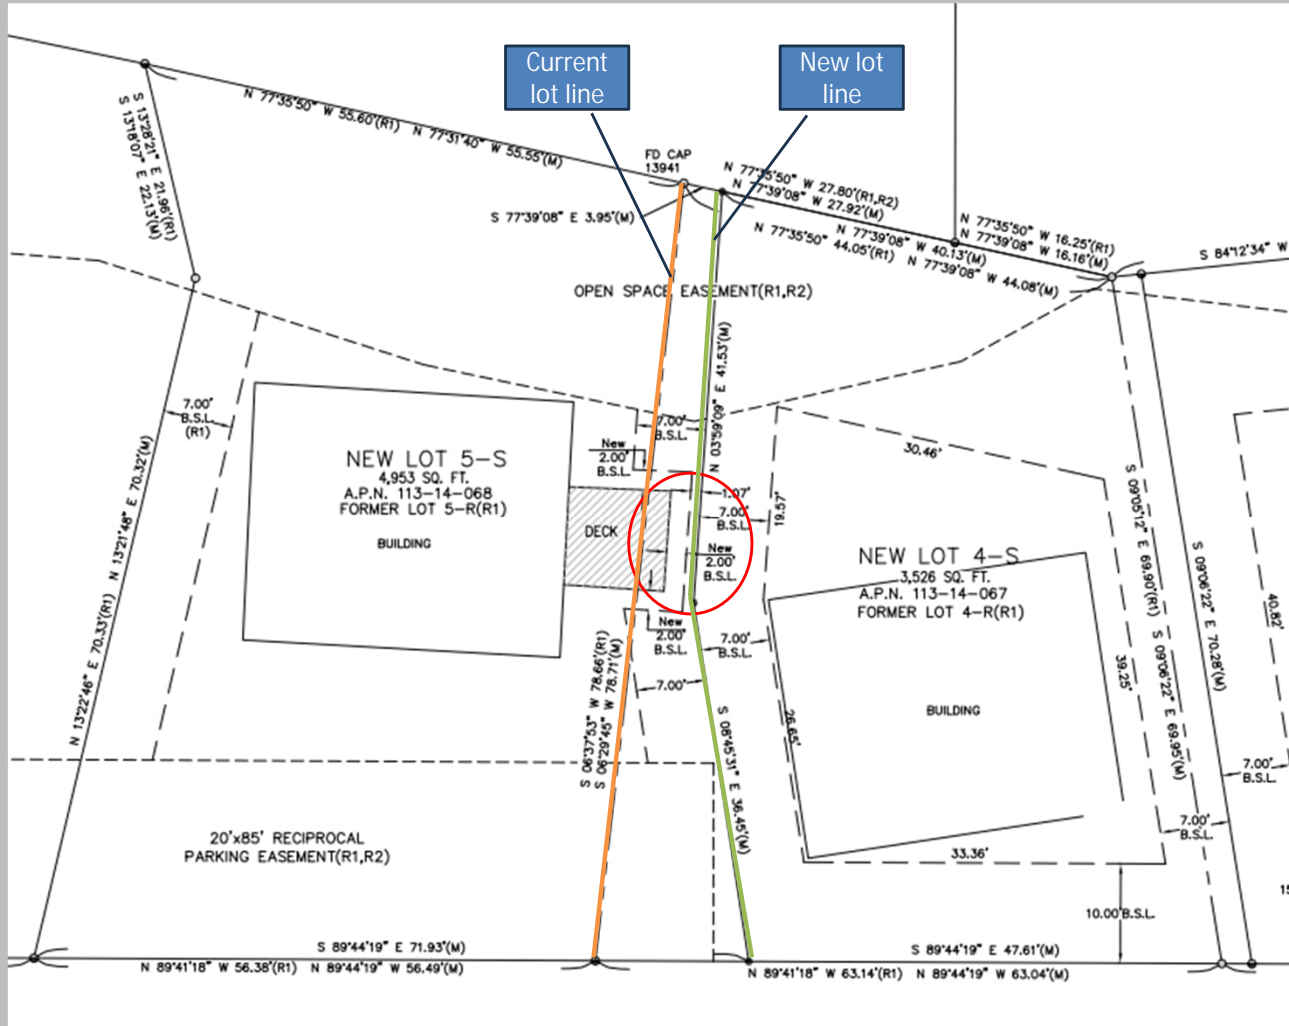 Current
lot line
New lot
line
N 77°35'50" W 55.60'(R1) N 77°31'40" W 55.55'(M)
S 13°28'21" E 21.96'(R1)
S 13°18'07" E 22.13'(M)
FD CAP
13941
N 77°35'50" W 27.80'(R1,R2)
N 77°39'08" W 27.92'(M)
S 77°39'08" E 3.95'(M)
N 77°35'50" W 16.25'(R1)
N 77°39'08" W 16.16'(M)
N 77°39'08" W 40.13'(M)
N 77°35'50" 44.05'(R1) N 77°39'08" W 44.08'(M)
S 84°12'34" W
OPEN SPACE EASEMENT(R1,R2)
N 03°59'09" E 41.53'(M)
7.00'
B.S.L.
(R1)
7.00'
B.S.L.
New
2.00'
B.S.L.
30.46'
NEW LOT 5-S
4,953 SQ. FT.
A.P.N. 113-14-068
FORMER LOT 5-R(R1)
BUILDING
DECK
1.07'
7.00'
B.S.L.
19.57'
New
2.00'
B.S.L.
NEW LOT 4-S
3,526 SQ. FT.
A.P.N. 113-14-067
FORMER LOT 4-R(R1)
BUILDING
N 13°22'46" E 70.33'(R1) N 13°21'48" E 70.32'(M)
New
2.00'
B.S.L.
7.00'
B.S.L.
7.00'
S 06°37'53" W 78.66'(R1)
S 06°29'45" W 78.71'(M)
S 08°45'31" E 36.45'(M)
26.65'
39.25'
S 09°05'12" E 69.90'(R1) S 09°06'22" E 69.95'(M)
S 09°06'22" E 70.28'(M)
40.82'
7.00'
B.S.L.
7.00'
B.S.L.
33.36'
10.00'B.S.L.
20'x85' RECIPROCAL
PARKING EASEMENT(R1,R2)
S 89°44'19" E 71.93'(M)
N 89°41'18" W 56.38'(R1) N 89°44'19" W 56.49'(M)
S 89°44'19" E 47.61'(M)
N 89°41'18" W 63.14'(R1) N 89°44'19" W 63.04'(M)